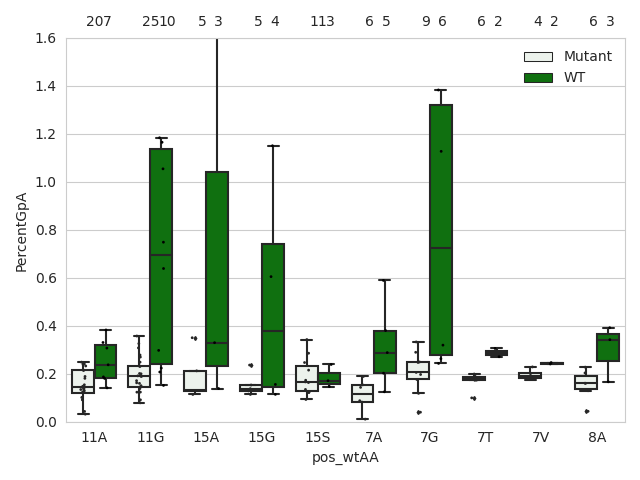 207 2510 5 3 5 4 113 6 5 9 6 6 2 4 2 6 3
1.6
1.4
1.2
1.0
0.8
0.6
0.4
0.2
0.0
PercentGpA
Mutant
WT
11A 11G 15A 15G 15S 7A 7G 7T 7V 8A
pos_wtAA